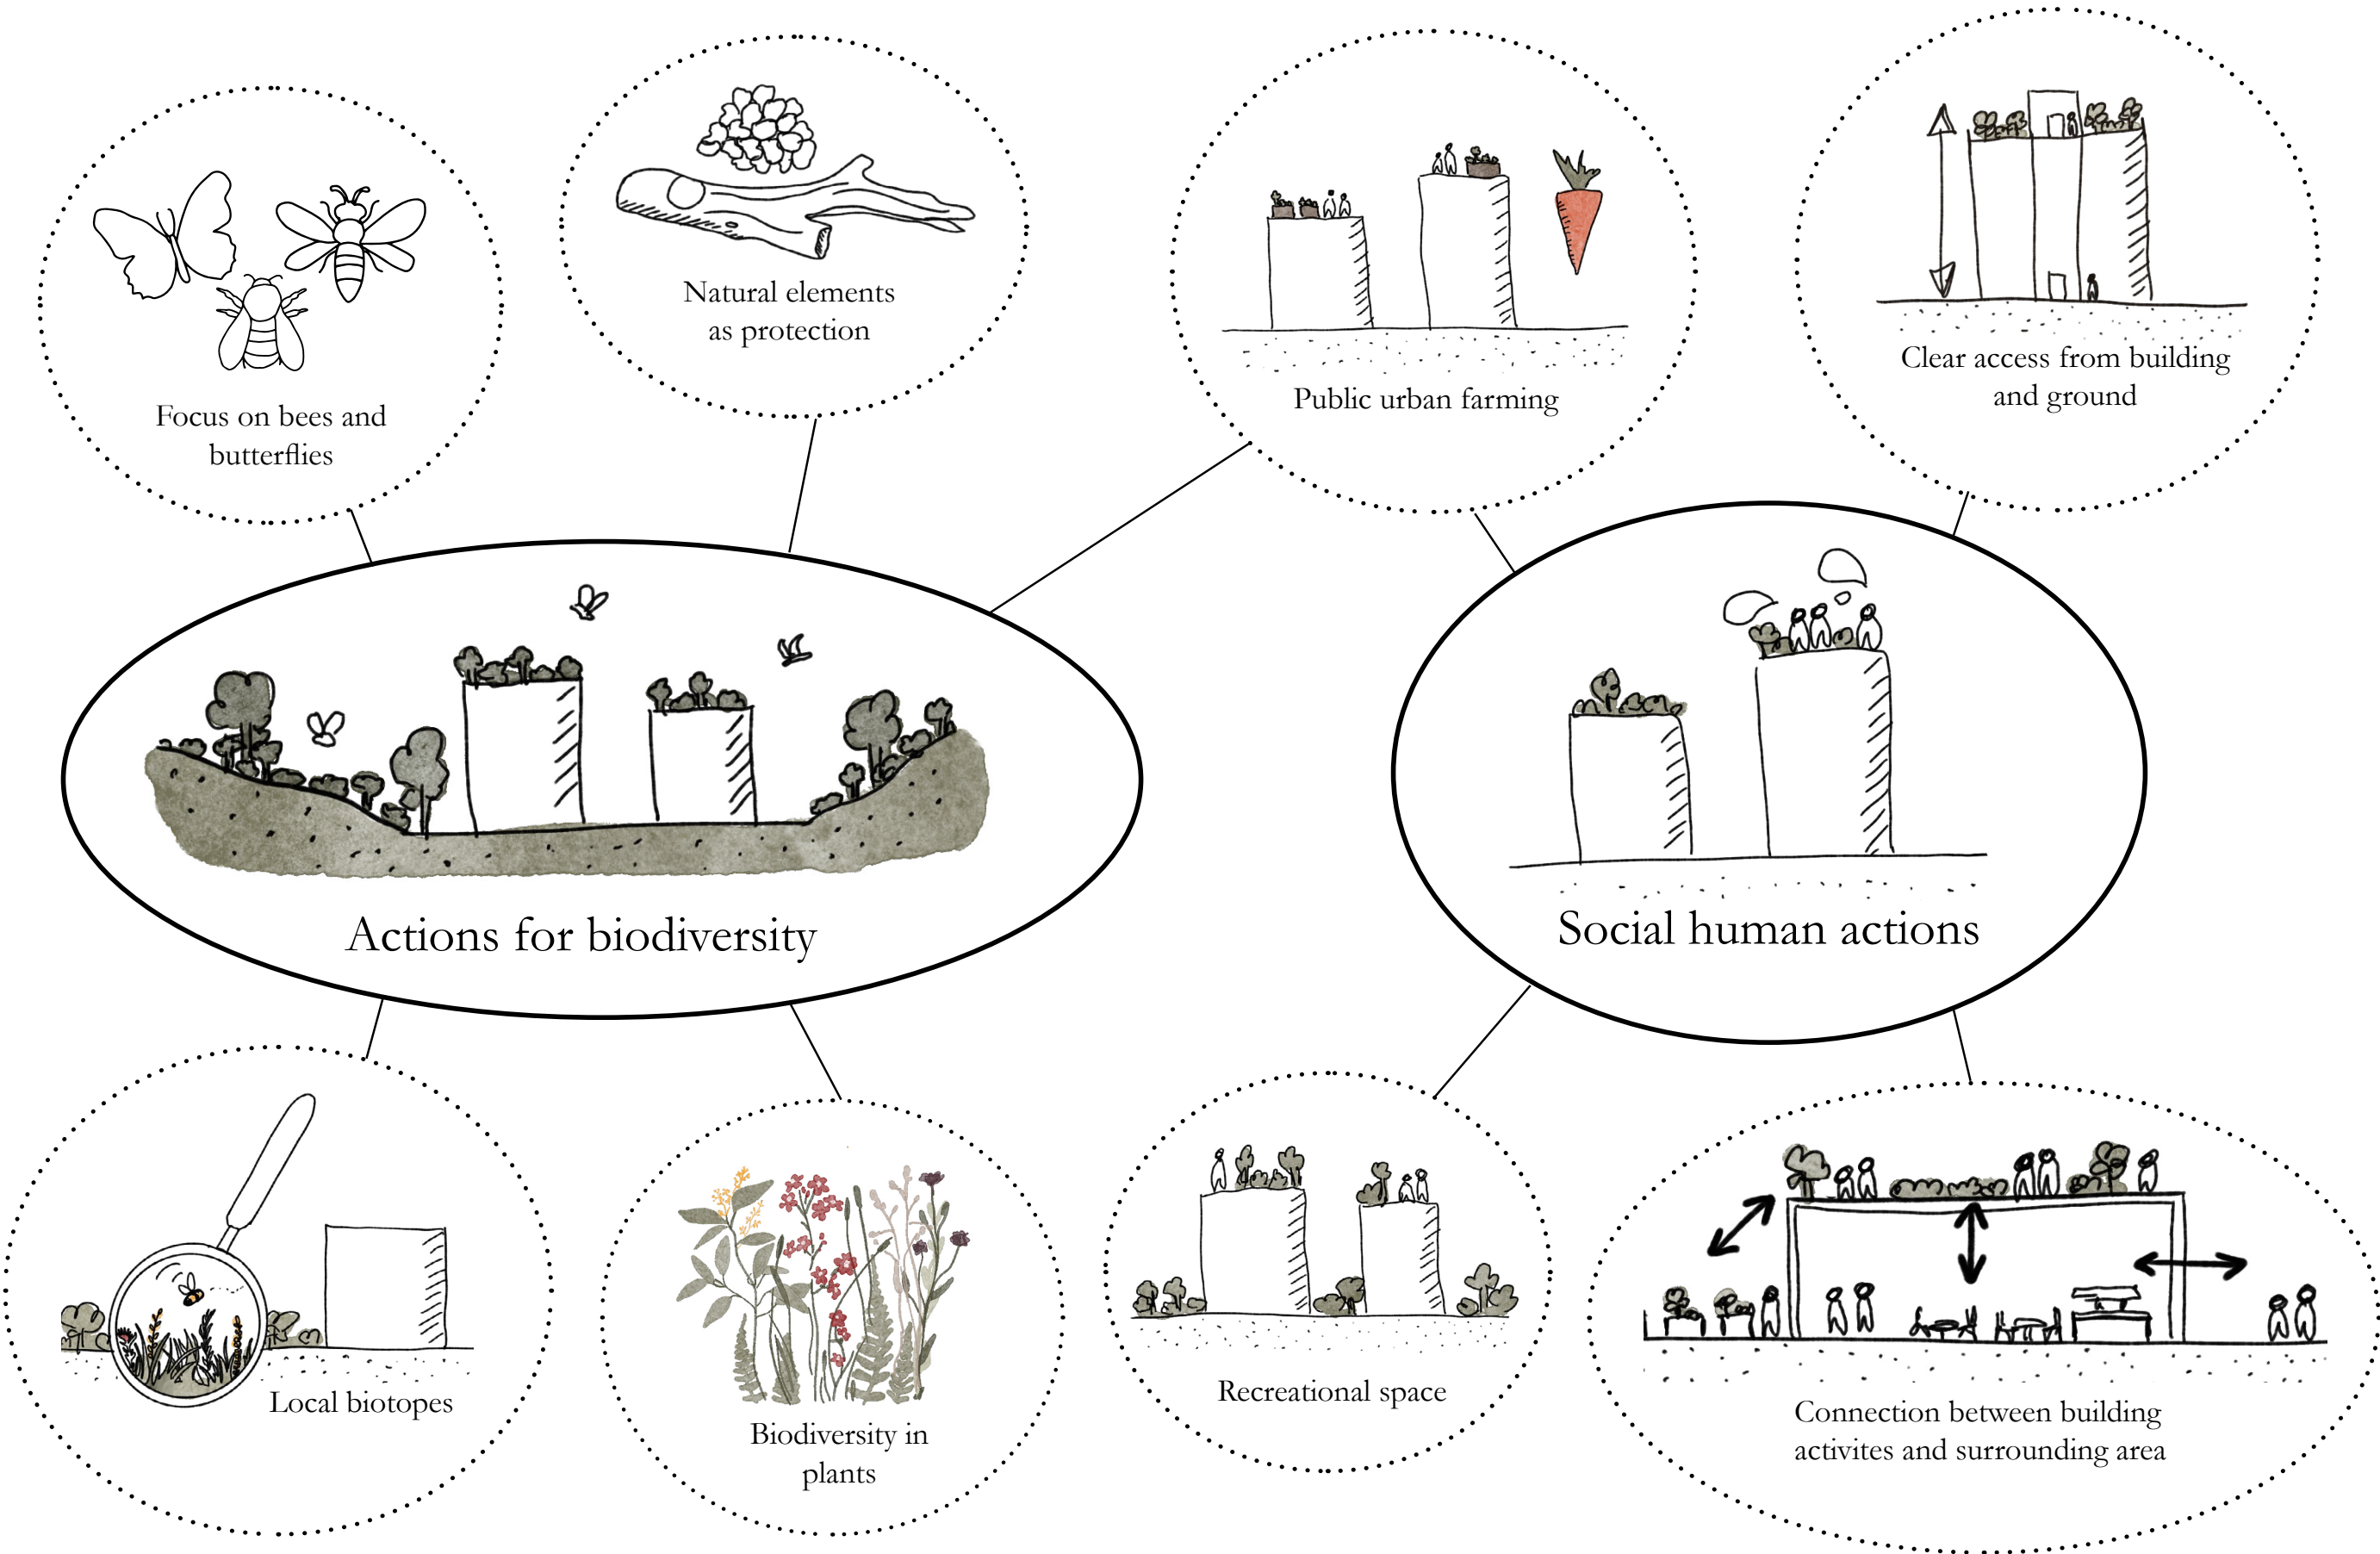 Natural elements
as protection
Focus on bees and
butterflies
Public urban farming
Clear access from building
and ground
Actions for biodiversity
Social human actions
Local biotopes
Biodiversity in
plants
Recreational space
Connection between building
activites and surrounding area